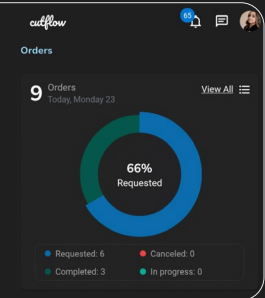 cutflow
65
Orders
9 Orders
Today, Monday 23
View All
66%
Requested
Requested: 6
Canceled: 0
Completed: 3
In progress: 0